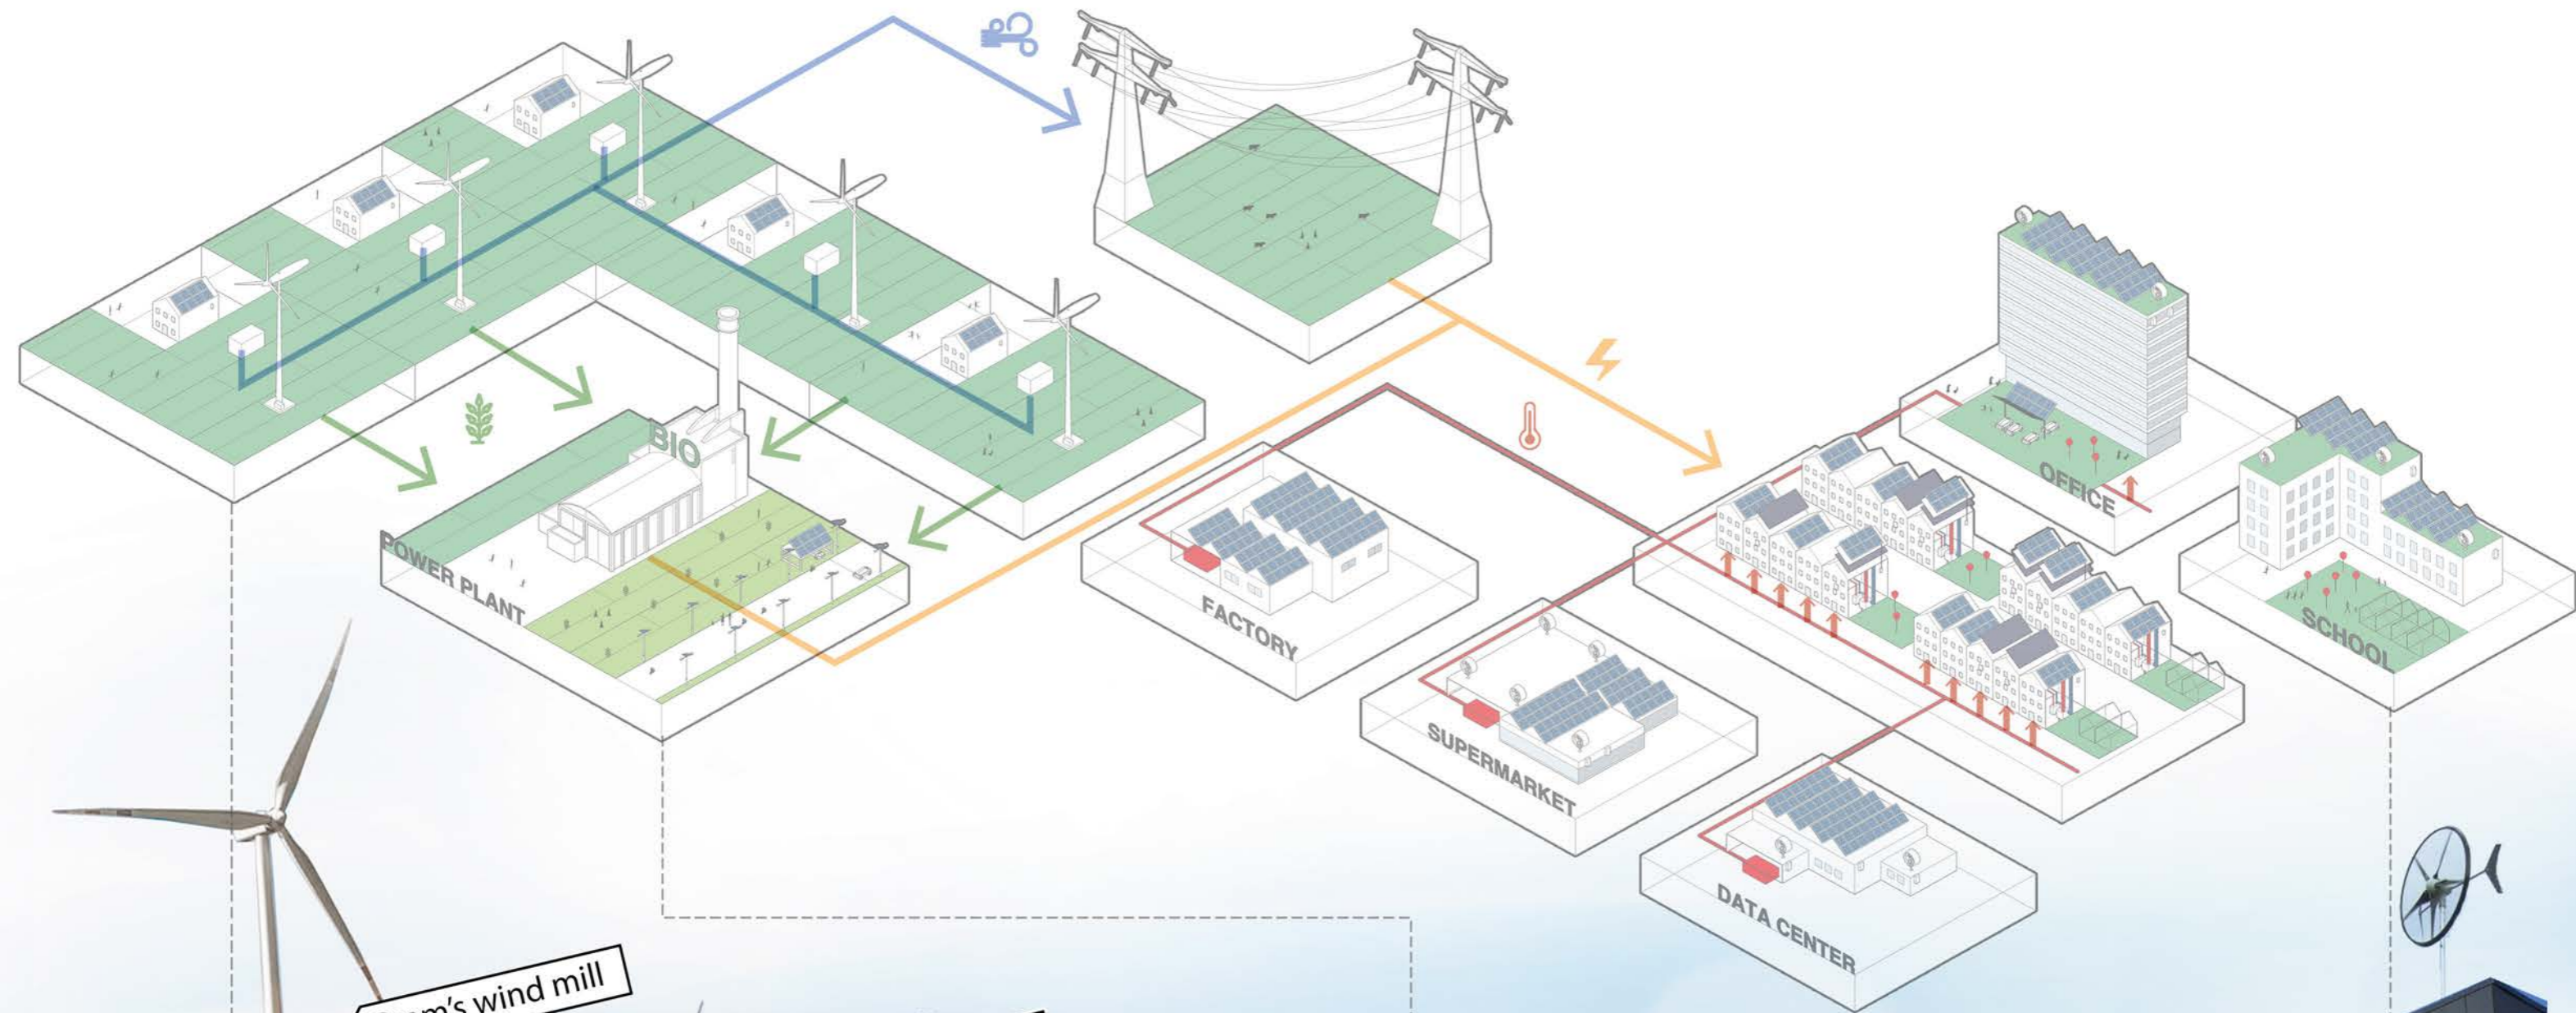 BIO
POWER PLANT
FACTORY
SUPERMARKET
DATA CENTER
OFFICE
SCHOOL
wind mill